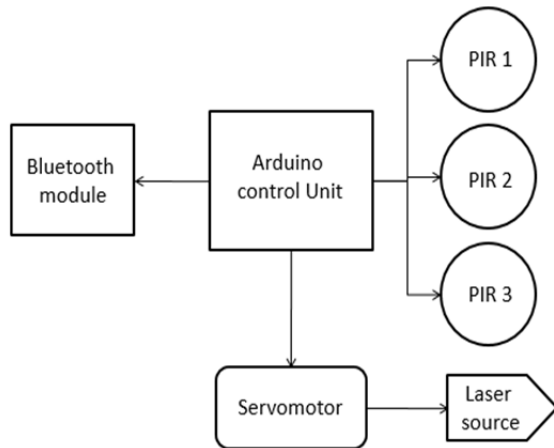 PIR 1
Bluetooth
module
Arduino
control Unit
PIR 2
PIR 3
Servomotor
Laser
source